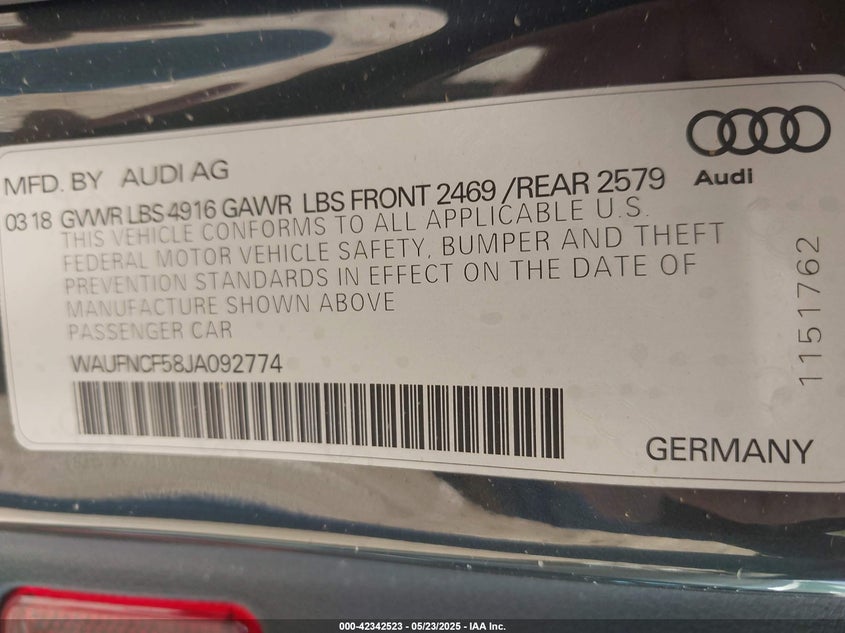 Audi
MFD. BY AUDI AG
03 18 GVWR LBS 4916 GAWR LBS FRONT 2469 /REAR 2579
THIS VEHICLE CONFORMS TO ALL APPLICABLE U.S.
FEDERAL MOTOR VEHICLE SAFETY, BUMPER AND THEFT
PREVENTION STANDARDS IN EFFECT ON THE DATE OF
MANUFACTURE SHOWN ABOVE
PASSENGER CAR
WAUFNCF58JA092774
GERMANY
1151762
000-42342523 - 05/23/2025 - IAA Inc.